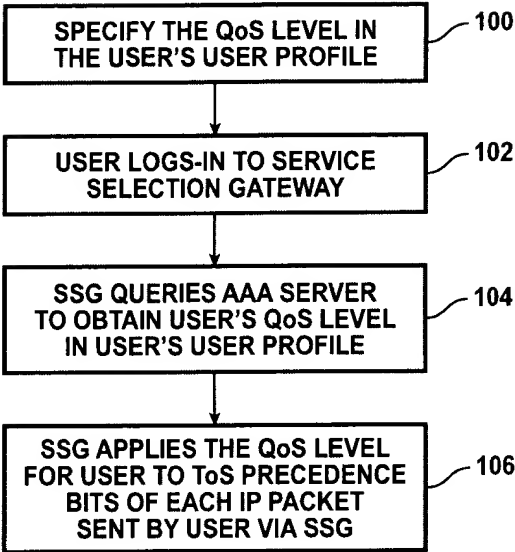 SPECIFY THE QoS LEVEL IN
THE USER'S USER PROFILE
100
USER LOGS-IN TO SERVICE
SELECTION GATEWAY
102
SSG QUERIES AAA SERVER
TO OBTAIN USER'S QoS LEVEL
IN USER'S USER PROFILE
104
SSG APPLIES THE QoS LEVEL
FOR USER TO ToS PRECEDENCE
BITS OF EACH IP PACKET
SENT BY USER VIA SSG
106